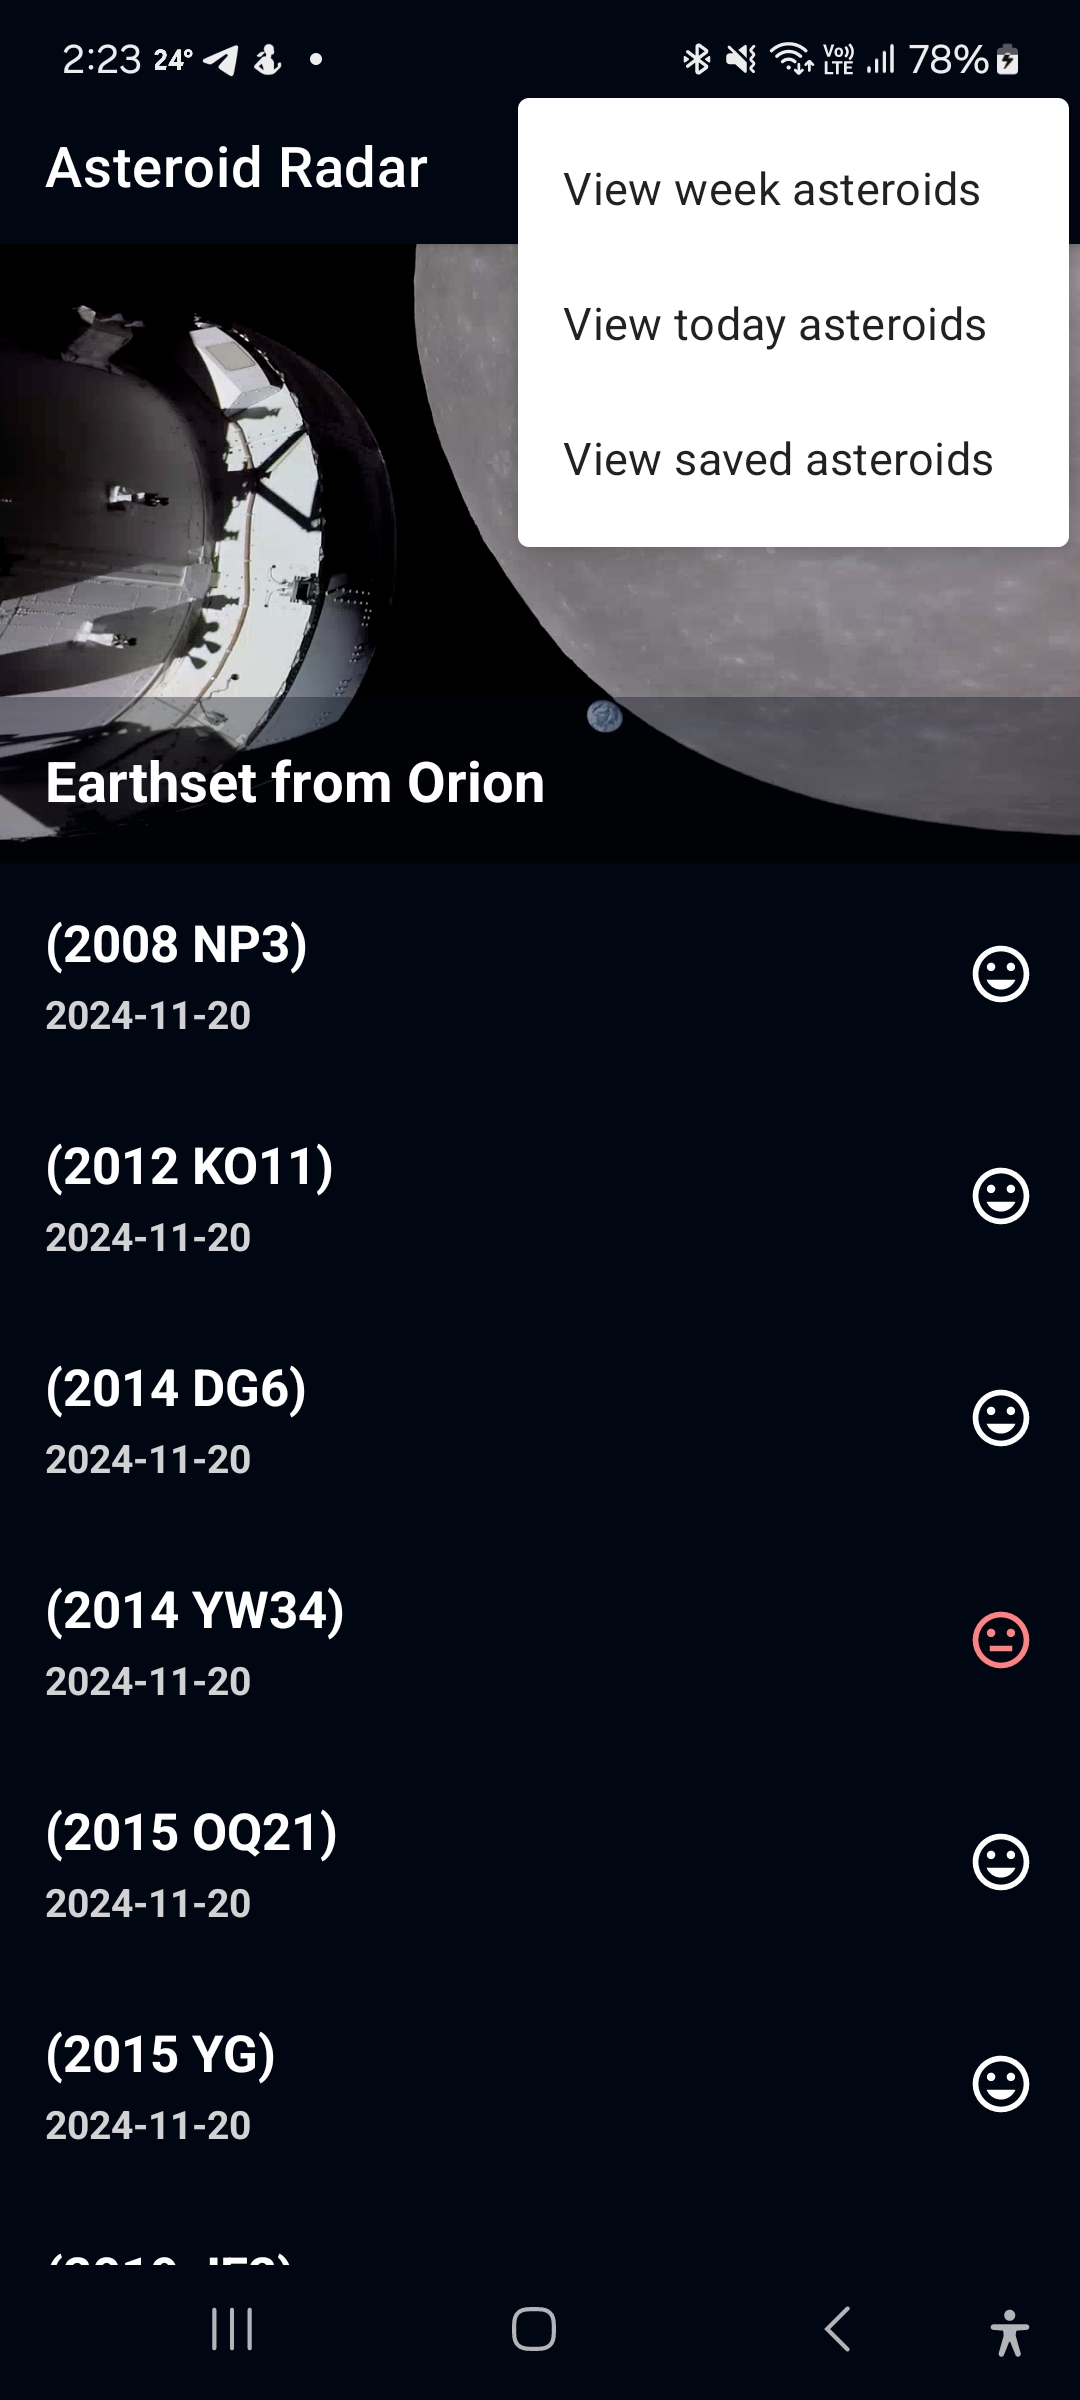 2:23 24° Vo)) LTE 78%
Asteroid Radar
View week asteroids
View today asteroids
View saved asteroids
Earthset from Orion
(2008 NP3)
2024-11-20
(2012 KO11)
2024-11-20
(2014 DG6)
2024-11-20
(2014 YW34)
2024-11-20
(2015 OQ21)
2024-11-20
(2015 YG)
2024-11-20